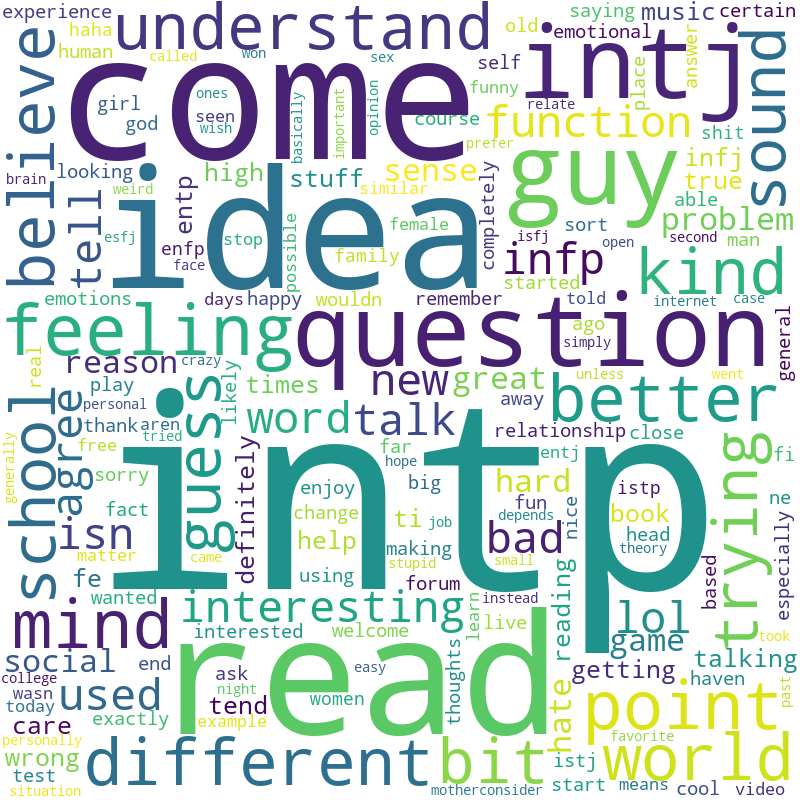 experience
haha
human
called
won
understand
sex
old
saying
emotional
music
certain
self
answer
come
intj
place
girl
god
ones
seen
wish
basically
important
opinion
funny
relate
course
prefer
function
shit
believe
sound
brain
looking
weird
high
stuff
sense
similar
completely
guy
infj
true
able
tell
entp
esfj
enfp
face
idea
stop
possible
female
family
isfj
sort
open
problem
second
man
infp
kind
emotions
days
happy
wouldn
remember
started
told
internet
case
feeling
question
ago
simply
general
real
reason
crazy
likely
times
new
great
unless
went
better
play
personal
guess
word
talk
away
thank
aren
tried
free
agree
school
generally
sorry
definitely
far
hope
relationship
close
entj
trying
fi
ne
intp
fact
isn
enjoy
big
hard
fun
istp
book
head
theory
nice
depends
bad
change
ti
job
help
making
matter
came
stupid
small
fe
using
forum
instead
based
especially
wanted
mind
interesting
learn
live
reading
lol
game
took
interested
welcome
social
end
read
talking
getting
haven
college
wasn
today
used
ask
night
tend
women
easy
thoughts
hate
point
past
care
exactly
example
favorite
personally
wrong
test
situation
different
bit
motherconsider
istj
start
means
world
cool
video